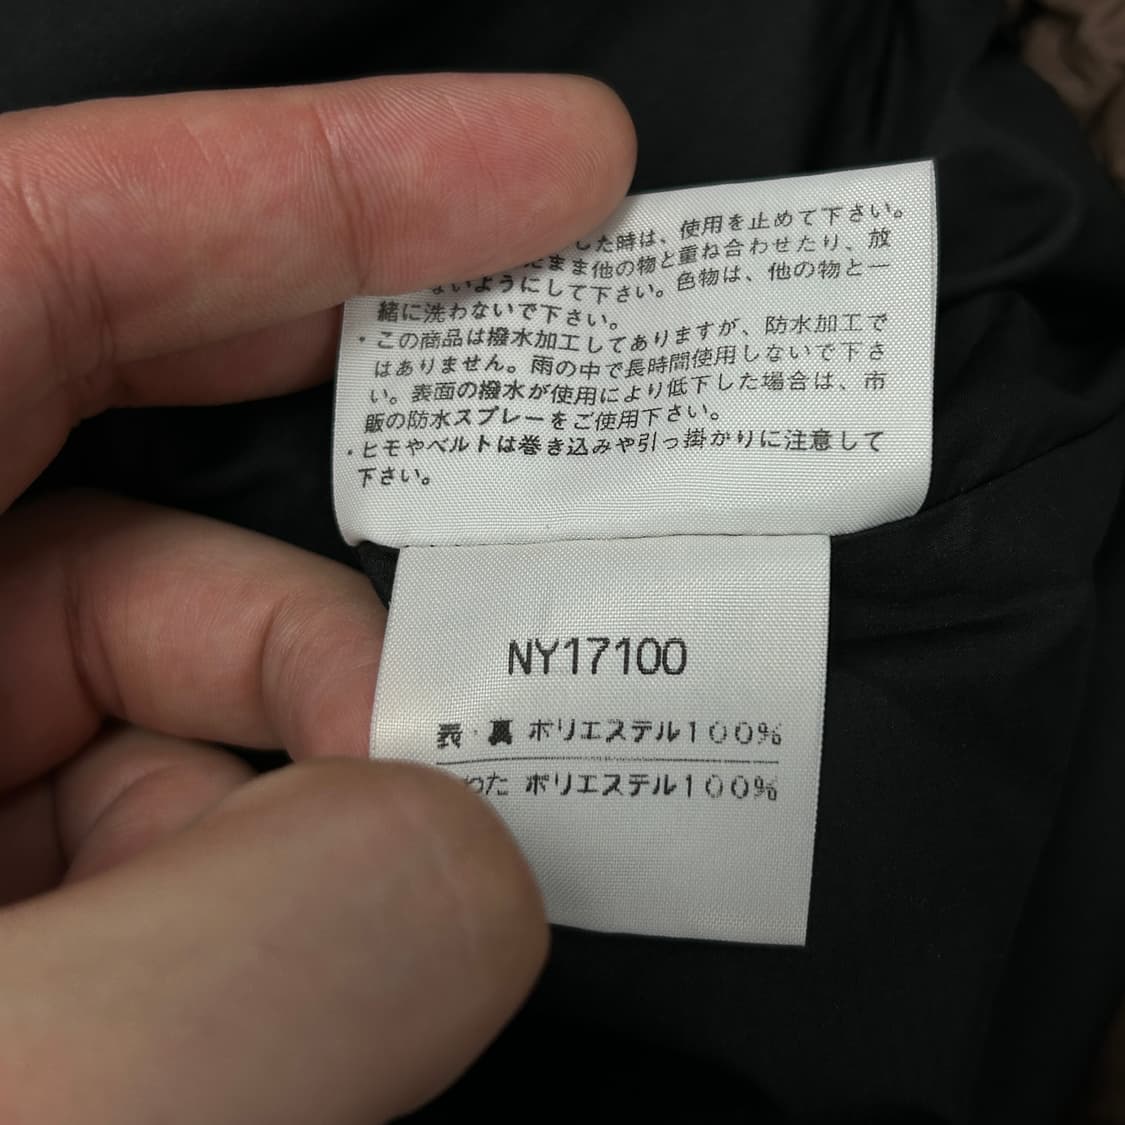 した時は、使用を止めて下さい。
まま他の物と重ね合わせたり、放
ないようにして下さい。色物は、他の物と一
緒に洗わないで下さい。
・この商品は撥水加工してありますが、防水加工で
はありません。雨の中で長時間使用しないで下さ
い。表面の撥水が使用により低下した場合は、市
販の防水スプレーをご使用下さい。
・ヒモやベルトは巻き込みや引っ掛かりに注意して
下さい。
NY17100
表・裏 ポリエステル100%
わた ポリエステル100%